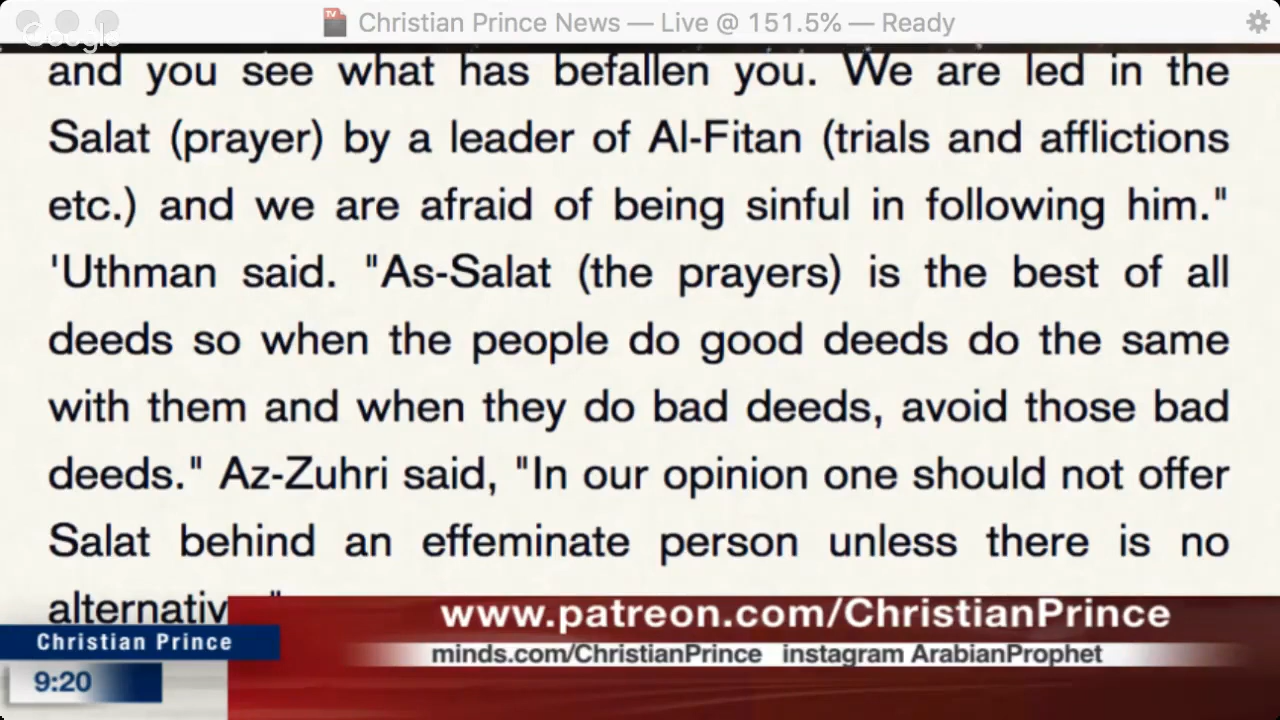 Christian Prince News — Live @ 151.5% — Ready
Google
and you see what has befallen you. We are led in the
Salat (prayer) by a leader of Al-Fitan (trials and afflictions
etc.) and we are afraid of being sinful in following him."
'Uthman said. "As-Salat (the prayers) is the best of all
deeds so when the people do good deeds do the same
with them and when they do bad deeds, avoid those bad
deeds." Az-Zuhri said, "In our opinion one should not offer
Salat behind an effeminate person unless there is no
alternativ "
www.patreon.com/ChristianPrince
Christian Prince
minds.com/ChristianPrince instagram ArabianProphet
9:20